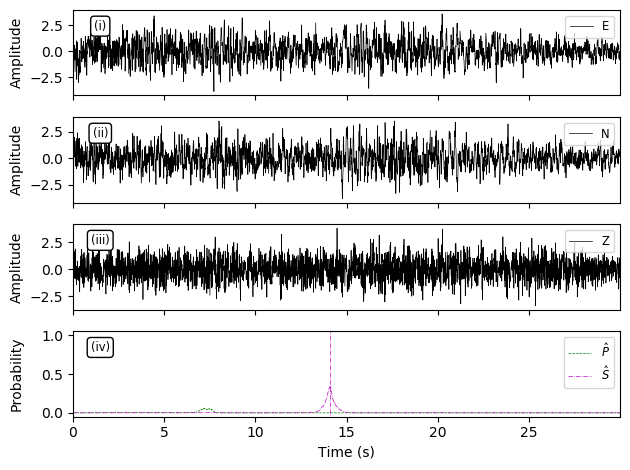 (i)
E
Amplitude
2.5
0.0
−2.5
(ii)
N
Amplitude
2.5
0.0
−2.5
(iii)
Z
Amplitude
2.5
0.0
−2.5
(iv)
P̂
Ŝ
Probability
1.0
0.5
0.0
0 5 10 15 20 25
Time (s)